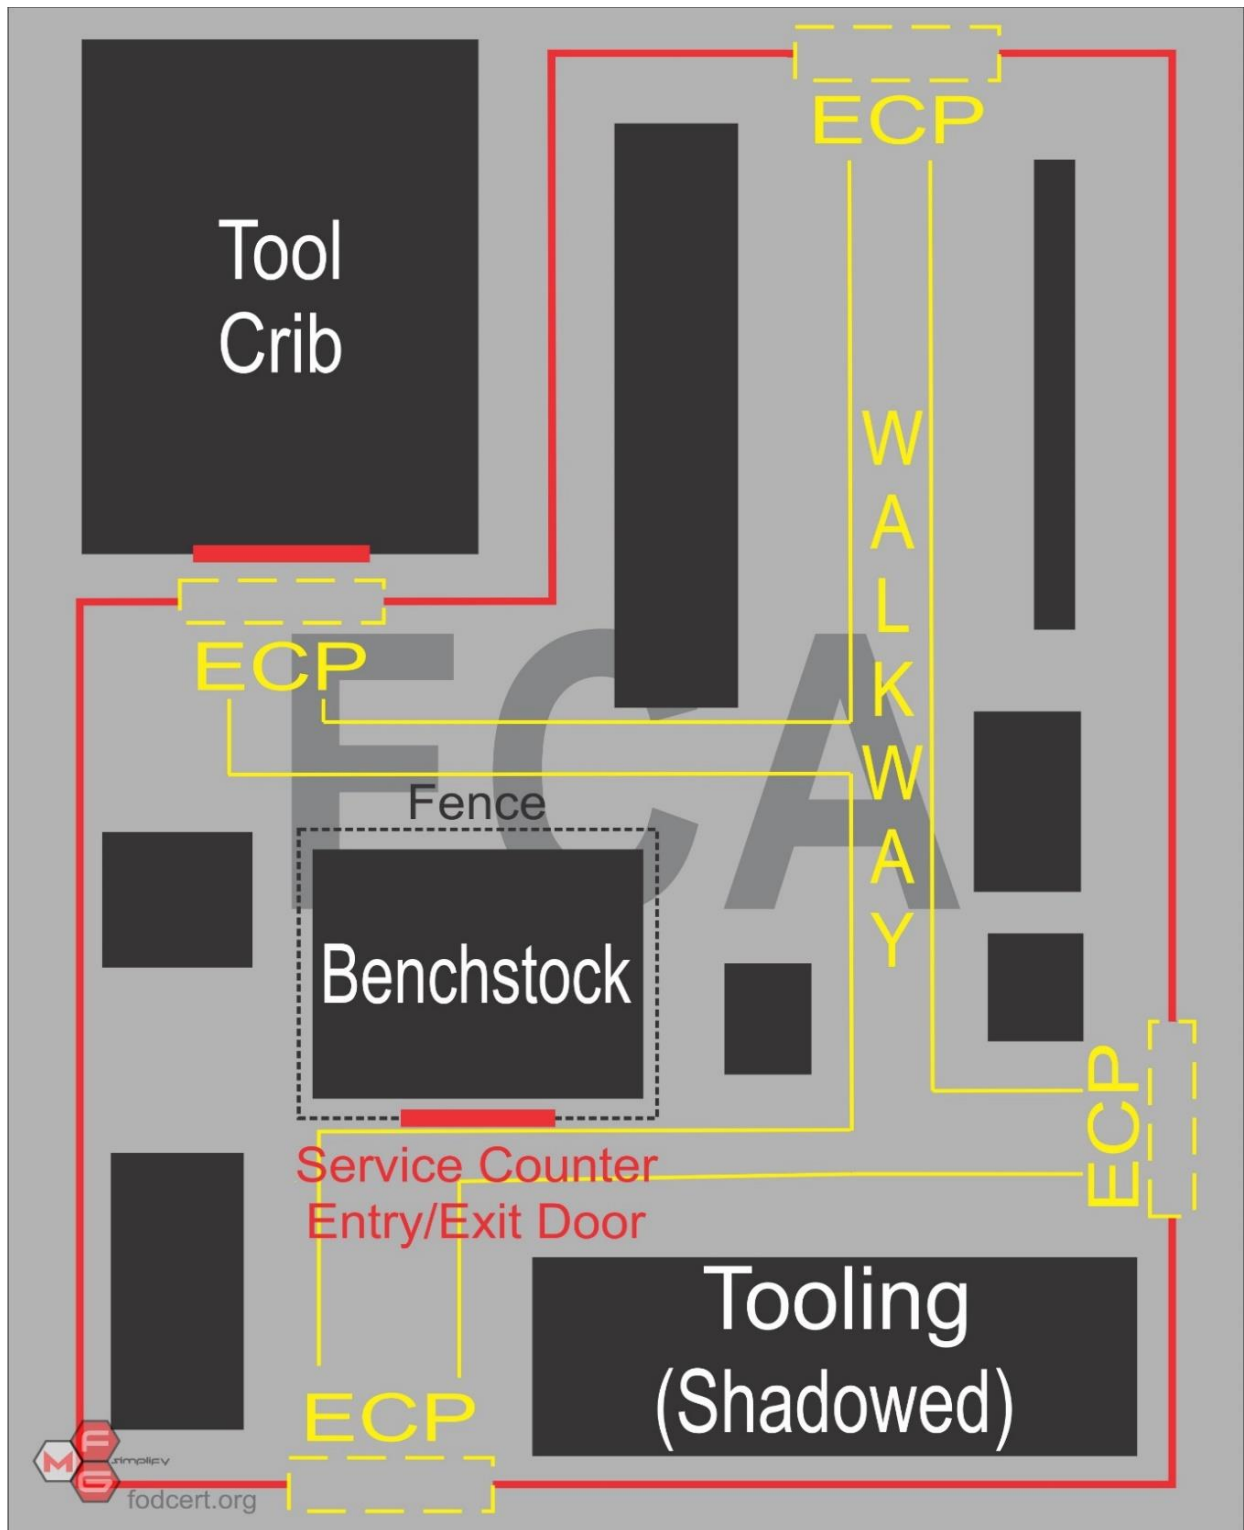 ECP
Tool
Crib
WALKWAY
ECP
FCA
Fence
Benchstock
ECP
Service Counter
Entry/Exit Door
Tooling
(Shadowed)
ECP
F
M
G
simplify
fodcert.org